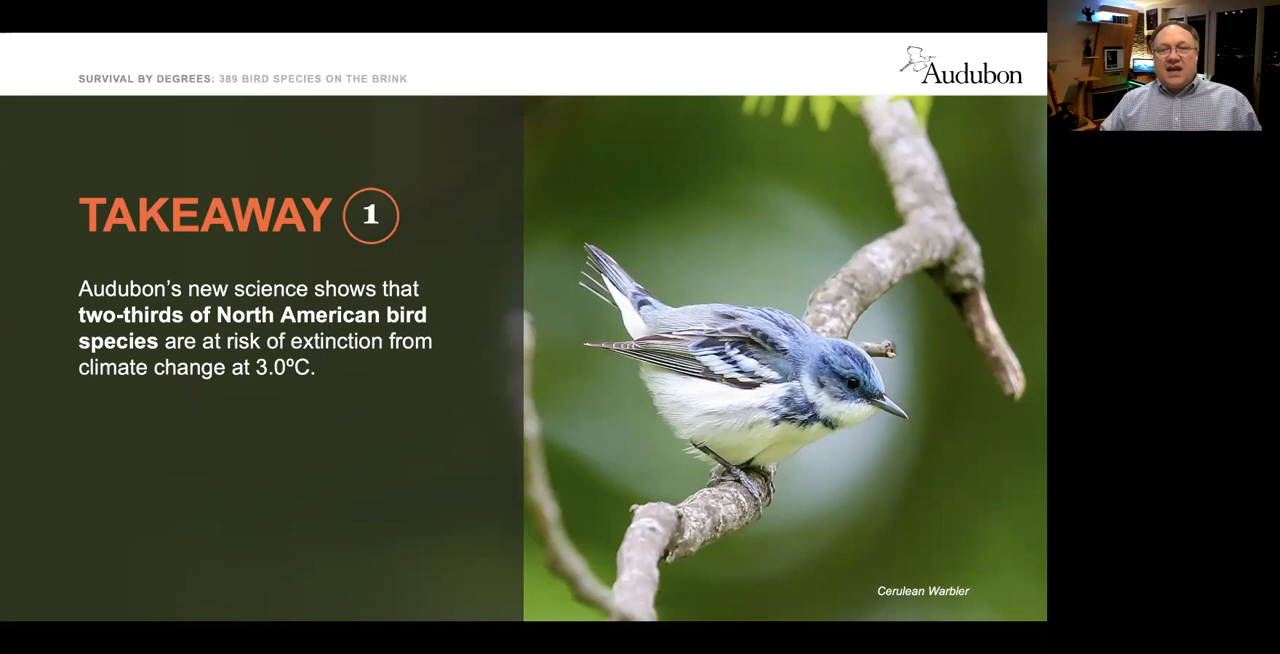 SURVIVAL BY DEGREES: 389 BIRD SPECIES ON THE BRINK
Audubon
TAKEAWAY 1
Audubon’s new science shows that
two-thirds of North American bird
species are at risk of extinction from
climate change at 3.0ºC.
Cerulean Warbler